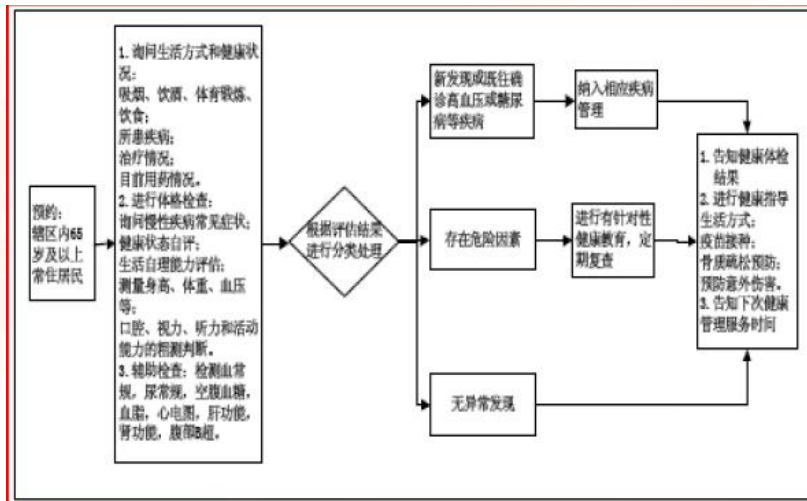 预约：
辖区内65
岁及以上
常住居民
1.询问生活方式和健康状
况；
吸烟、饮酒、体育锻炼、
饮食；
所患疾病；
治疗情况；
目前用药情况。
2.进行体格检查：
询问慢性疾病常见症状；
健康状态自评；
生活自理能力评估；
测量身高、体重、血压
等；
口腔、视力、听力和活动
能力的粗测判断。
3.辅助检查：检测血常
规，尿常规，空腹血糖，
血脂，心电图，肝功能，
肾功能，腹部B超。
根据评估结果
进行分类处理
新发现或既往确
诊高血压或糖尿
病等疾病
纳入相应疾病
管理
存在危险因素
进行有针对性
健康教育，定
期复查
无异常发现
1.告知健康体检
结果
2.进行健康指导
生活方式；
疫苗接种；
骨质疏松预防；
预防意外伤害。
3.告知下次健康
管理服务时间